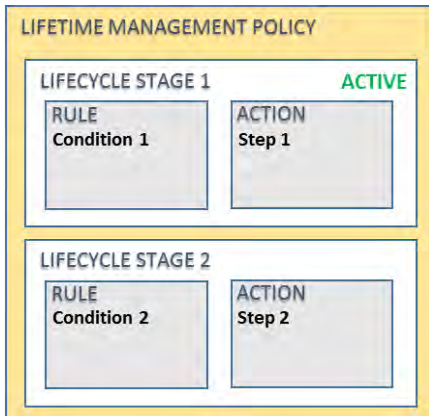 LIFETIME MANAGEMENT POLICY
LIFECYCLE STAGE 1 ACTIVE
RULE ACTION
Condition 1 Step 1
LIFECYCLE STAGE 2
RULE ACTION
Condition 2 Step 2